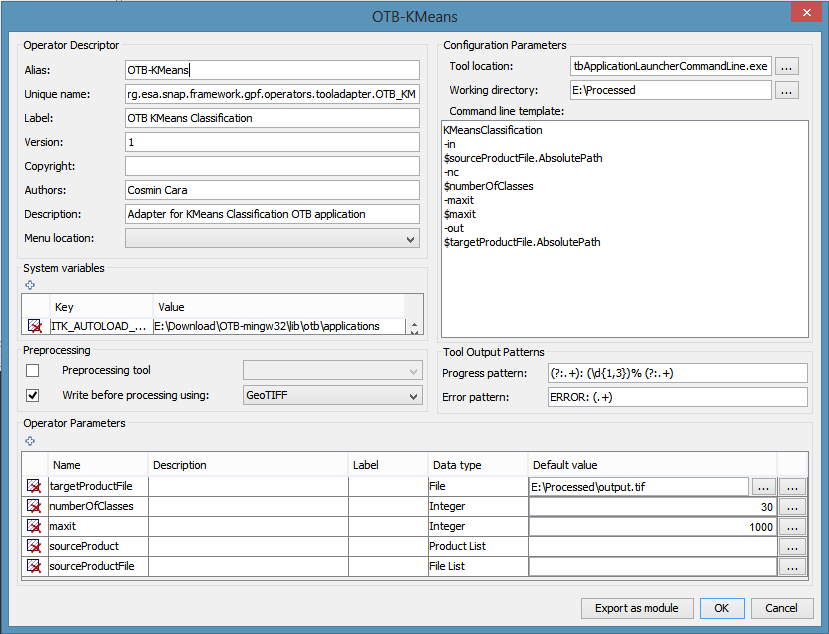 OTB-KMeans
Operator Descriptor
Alias: OTB-KMeans
Unique name: rg.esa.snap.framework.gpf.operators.tooladapter.OTB_KM
Label: OTB KMeans Classification
Version: 1
Copyright:
Authors: Cosmin Cara
Description: Adapter for KMeans Classification OTB application
Menu location:
System variables
Key Value
ITK_AUTOLOAD_... E:\Download\OTB-mingw32\lib\otb\applications
Preprocessing
Preprocessing tool
Write before processing using: GeoTIFF
Configuration Parameters
Tool location: tbApplicationLauncherCommandLine.exe ...
Working directory: E:\Processed ...
Command line template:
KMeansClassification
-in
$sourceProductFile.AbsolutePath
-nc
$numberOfClasses
-maxit
$maxit
-out
$targetProductFile.AbsolutePath
Tool Output Patterns
Progress pattern: (?:.+): (\d{1,3})% (?:.+)
Error pattern: ERROR: (.+)
Operator Parameters
Name Description Label Data type Default value
targetProductFile File E:\Processed\output.tif ... ...
numberOfClasses Integer 30 ...
maxit Integer 1000 ...
sourceProduct Product List ...
sourceProductFile File List ...
Export as module OK Cancel